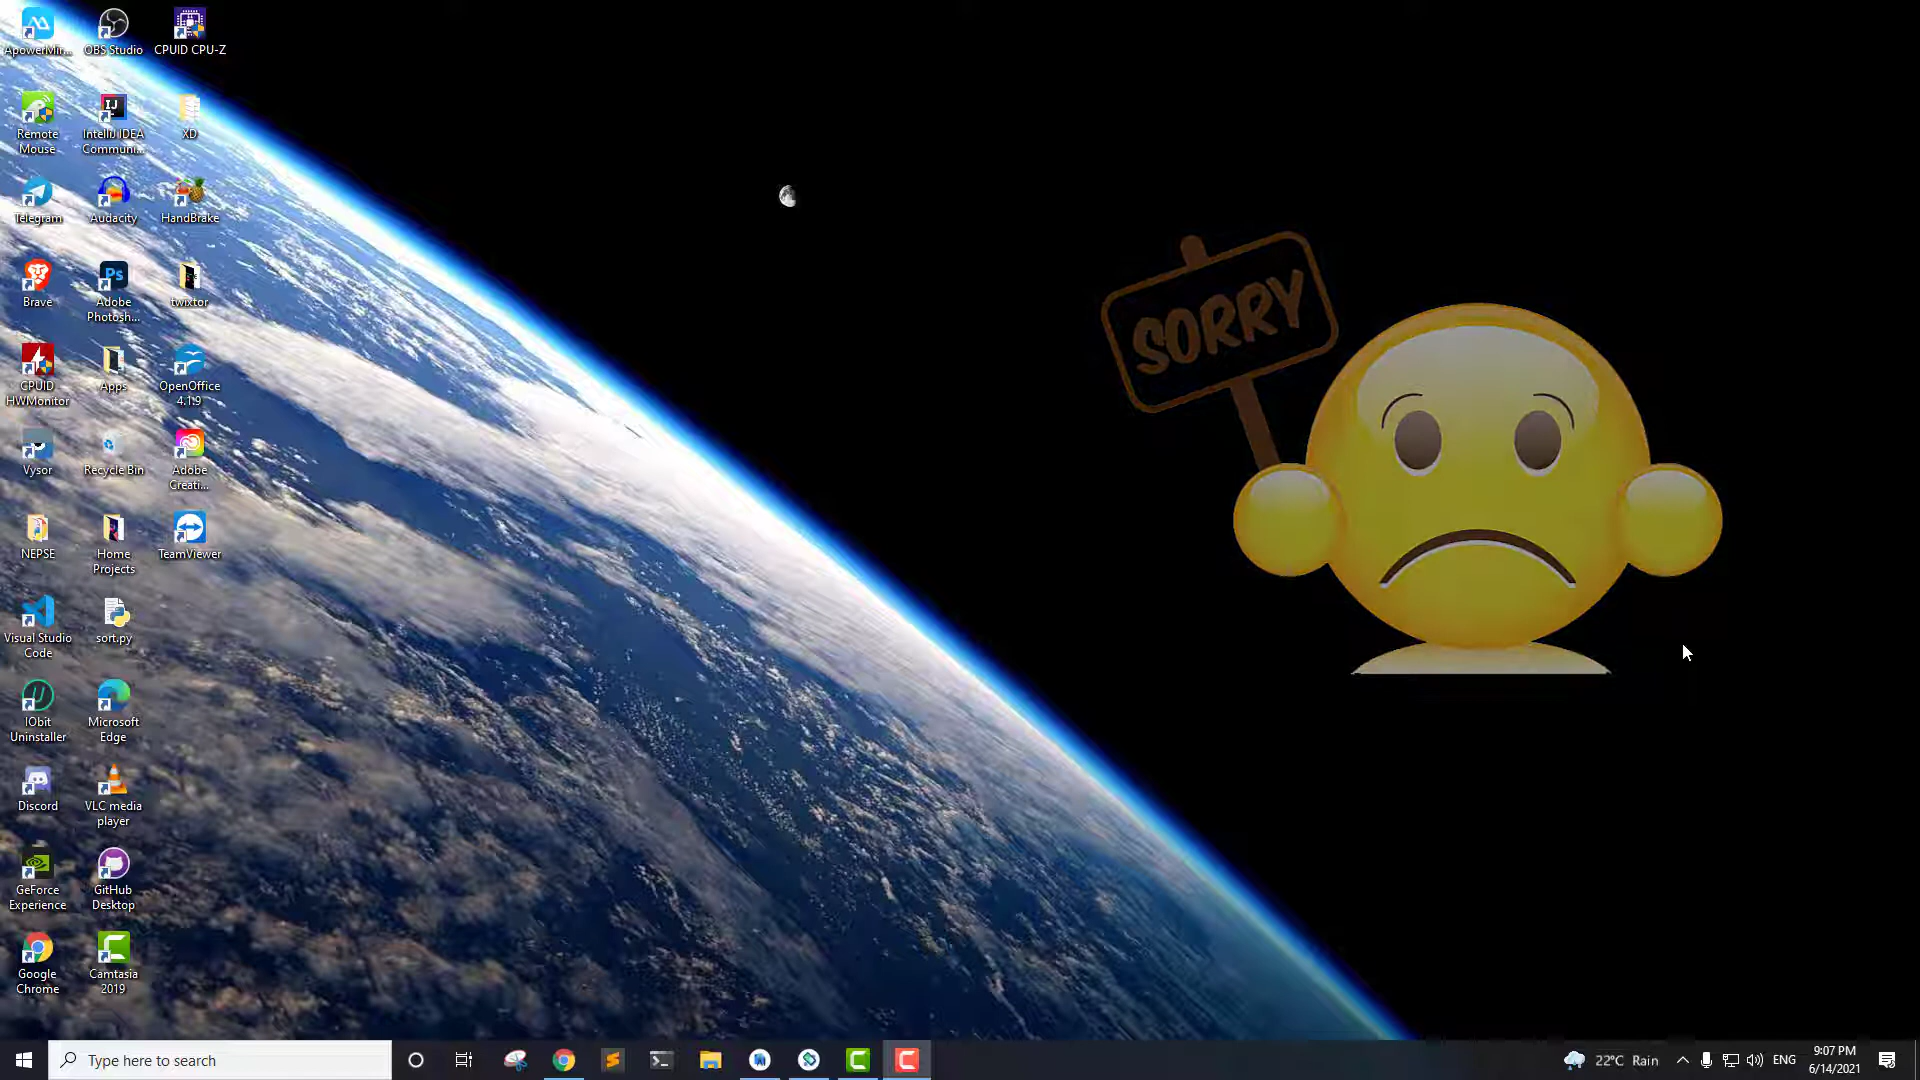 ApowerMir...
OBS Studio
CPUID CPU-Z
Remote
Mouse
IntelliJ IDEA
Communi...
XD
Telegram
Audacity
HandBrake
Brave
Adobe
Photosh...
twixtor
CPUID
HWMonitor
Apps
OpenOffice
4.1.9
Vysor
Recycle Bin
Adobe
Creati...
NEPSE
Home
Projects
TeamViewer
Visual Studio
Code
sort.py
IObit
Uninstaller
Microsoft
Edge
Discord
VLC media
player
GeForce
Experience
GitHub
Desktop
Google
Chrome
Camtasia
2019
SORRY
Type here to search
22°C Rain
ENG
9:07 PM
6/14/2021